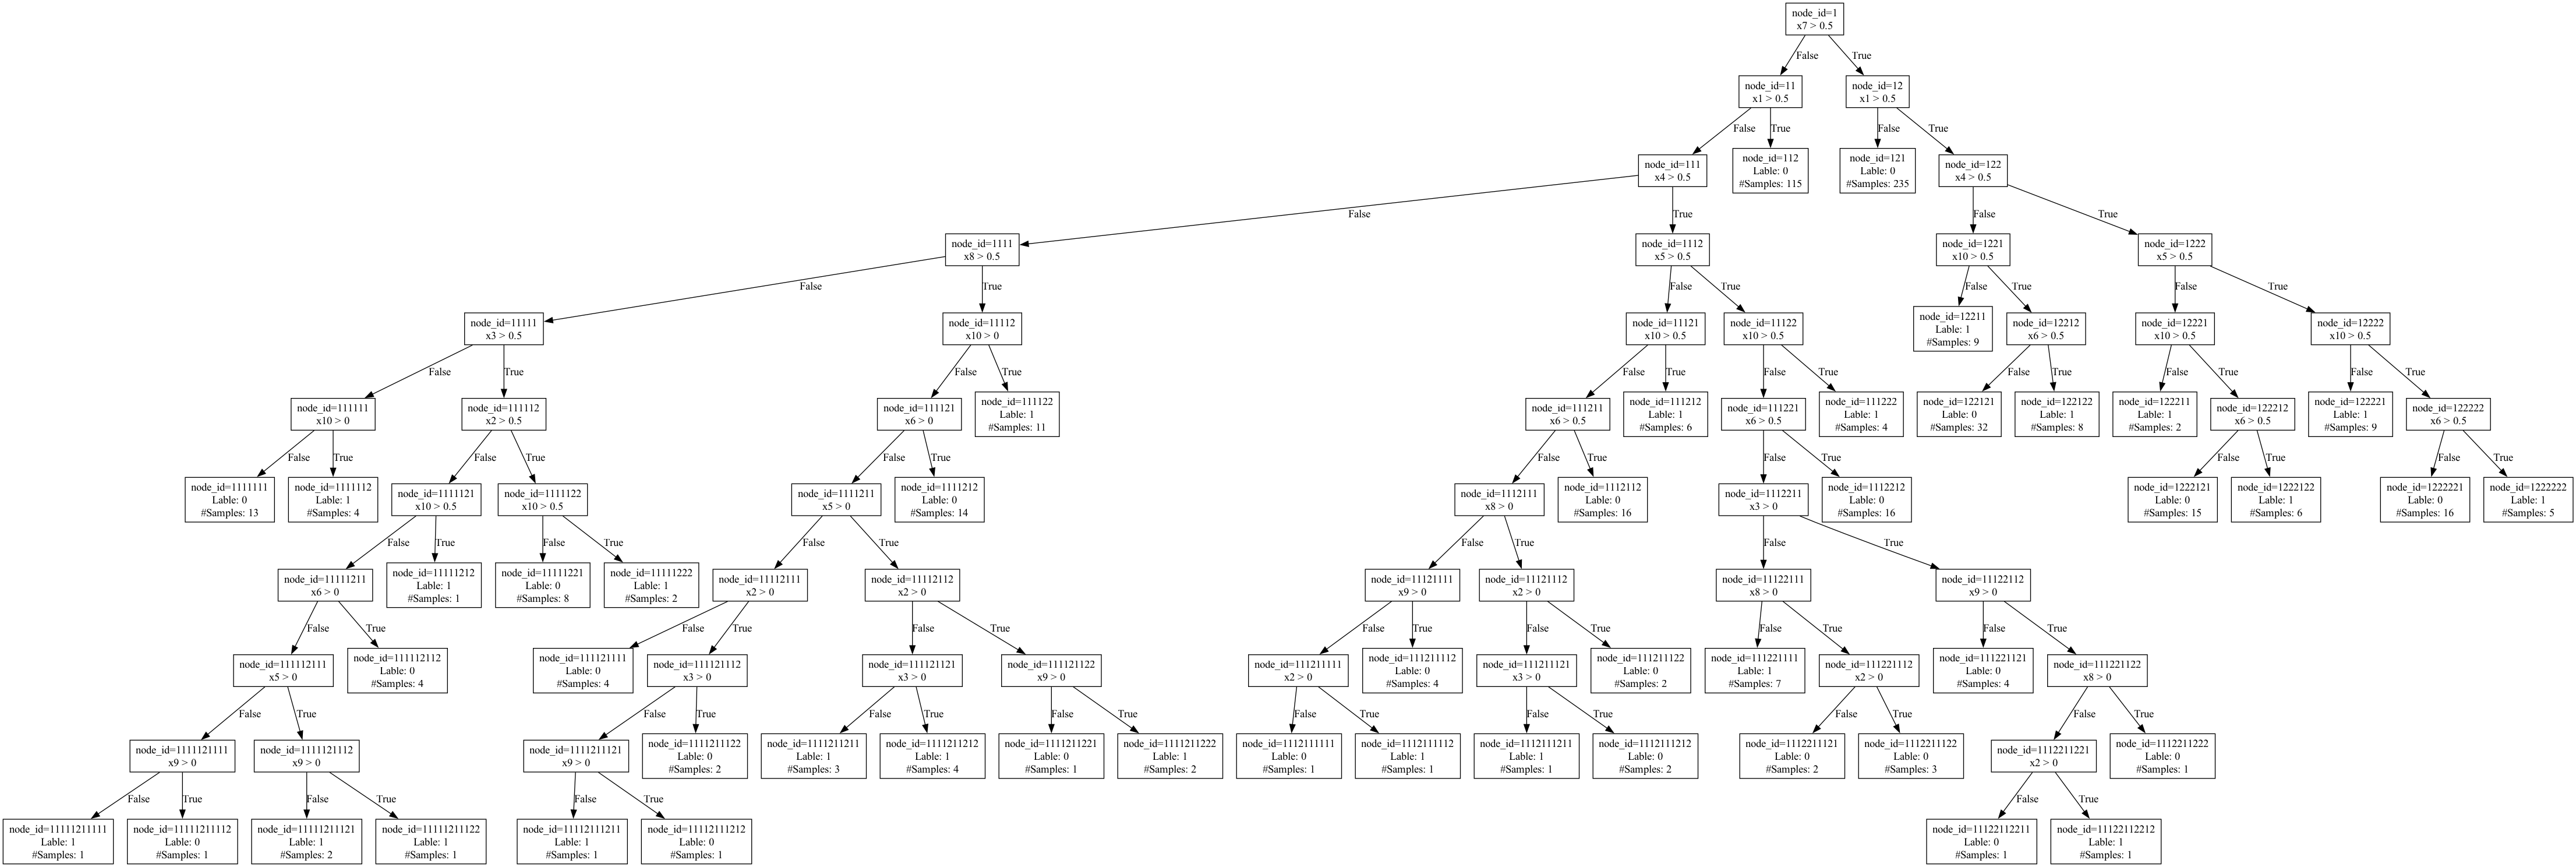 node_id=1
x7 > 0.5
False
True
node_id=11
x1 > 0.5
node_id=12
x1 > 0.5
False
True
False
True
node_id=111
x4 > 0.5
node_id=112
Lable: 0
#Samples: 115
node_id=121
Lable: 0
#Samples: 235
node_id=122
x4 > 0.5
False
True
False
True
node_id=1111
x8 > 0.5
node_id=1112
x5 > 0.5
node_id=1221
x10 > 0.5
node_id=1222
x5 > 0.5
False
True
False
True
False
True
False
True
node_id=11111
x3 > 0.5
node_id=11112
x10 > 0
node_id=11121
x10 > 0.5
node_id=11122
x10 > 0.5
node_id=12211
Lable: 1
#Samples: 9
node_id=12212
x6 > 0.5
node_id=12221
x10 > 0.5
node_id=12222
x10 > 0.5
False
True
False
True
False
True
False
True
False
True
False
True
False
True
node_id=111111
x10 > 0
node_id=111112
x2 > 0.5
node_id=111121
x6 > 0
node_id=111122
Lable: 1
#Samples: 11
node_id=111211
x6 > 0.5
node_id=111212
Lable: 1
#Samples: 6
node_id=111221
x6 > 0.5
node_id=111222
Lable: 1
#Samples: 4
node_id=122121
Lable: 0
#Samples: 32
node_id=122122
Lable: 1
#Samples: 8
node_id=122211
Lable: 1
#Samples: 2
node_id=122212
x6 > 0.5
node_id=122221
Lable: 1
#Samples: 9
node_id=122222
x6 > 0.5
False
True
False
True
False
True
False
True
False
True
False
True
False
True
node_id=1111111
Lable: 0
#Samples: 13
node_id=1111112
Lable: 1
#Samples: 4
node_id=1111121
x10 > 0.5
node_id=1111122
x10 > 0.5
node_id=1111211
x5 > 0
node_id=1111212
Lable: 0
#Samples: 14
node_id=1112111
x8 > 0
node_id=1112112
Lable: 0
#Samples: 16
node_id=1112211
x3 > 0
node_id=1112212
Lable: 0
#Samples: 16
node_id=1222121
Lable: 0
#Samples: 15
node_id=1222122
Lable: 1
#Samples: 6
node_id=1222221
Lable: 0
#Samples: 16
node_id=1222222
Lable: 1
#Samples: 5
False
True
False
True
False
True
False
True
False
True
node_id=11111211
x6 > 0
node_id=11111212
Lable: 1
#Samples: 1
node_id=11111221
Lable: 0
#Samples: 8
node_id=11111222
Lable: 1
#Samples: 2
node_id=11112111
x2 > 0
node_id=11112112
x2 > 0
node_id=11121111
x9 > 0
node_id=11121112
x2 > 0
node_id=11122111
x8 > 0
node_id=11122112
x9 > 0
False
True
False
True
False
True
False
True
False
True
False
True
False
True
node_id=111112111
x5 > 0
node_id=111112112
Lable: 0
#Samples: 4
node_id=111121111
Lable: 0
#Samples: 4
node_id=111121112
x3 > 0
node_id=111121121
x3 > 0
node_id=111121122
x9 > 0
node_id=111211111
x2 > 0
node_id=111211112
Lable: 0
#Samples: 4
node_id=111211121
x3 > 0
node_id=111211122
Lable: 0
#Samples: 2
node_id=111221111
Lable: 1
#Samples: 7
node_id=111221112
x2 > 0
node_id=111221121
Lable: 0
#Samples: 4
node_id=111221122
x8 > 0
False
True
False
True
False
True
False
True
False
True
False
True
False
True
False
True
node_id=1111121111
x9 > 0
node_id=1111121112
x9 > 0
node_id=1111211121
x9 > 0
node_id=1111211122
Lable: 0
#Samples: 2
node_id=1111211211
Lable: 1
#Samples: 3
node_id=1111211212
Lable: 1
#Samples: 4
node_id=1111211221
Lable: 0
#Samples: 1
node_id=1111211222
Lable: 1
#Samples: 2
node_id=1112111111
Lable: 0
#Samples: 1
node_id=1112111112
Lable: 1
#Samples: 1
node_id=1112111211
Lable: 1
#Samples: 1
node_id=1112111212
Lable: 0
#Samples: 2
node_id=1112211121
Lable: 0
#Samples: 2
node_id=1112211122
Lable: 0
#Samples: 3
node_id=1112211221
x2 > 0
node_id=1112211222
Lable: 0
#Samples: 1
False
True
False
True
False
True
False
True
node_id=11111211111
Lable: 1
#Samples: 1
node_id=11111211112
Lable: 0
#Samples: 1
node_id=11111211121
Lable: 1
#Samples: 2
node_id=11111211122
Lable: 1
#Samples: 1
node_id=11112111211
Lable: 1
#Samples: 1
node_id=11112111212
Lable: 0
#Samples: 1
node_id=11122112211
Lable: 0
#Samples: 1
node_id=11122112212
Lable: 1
#Samples: 1